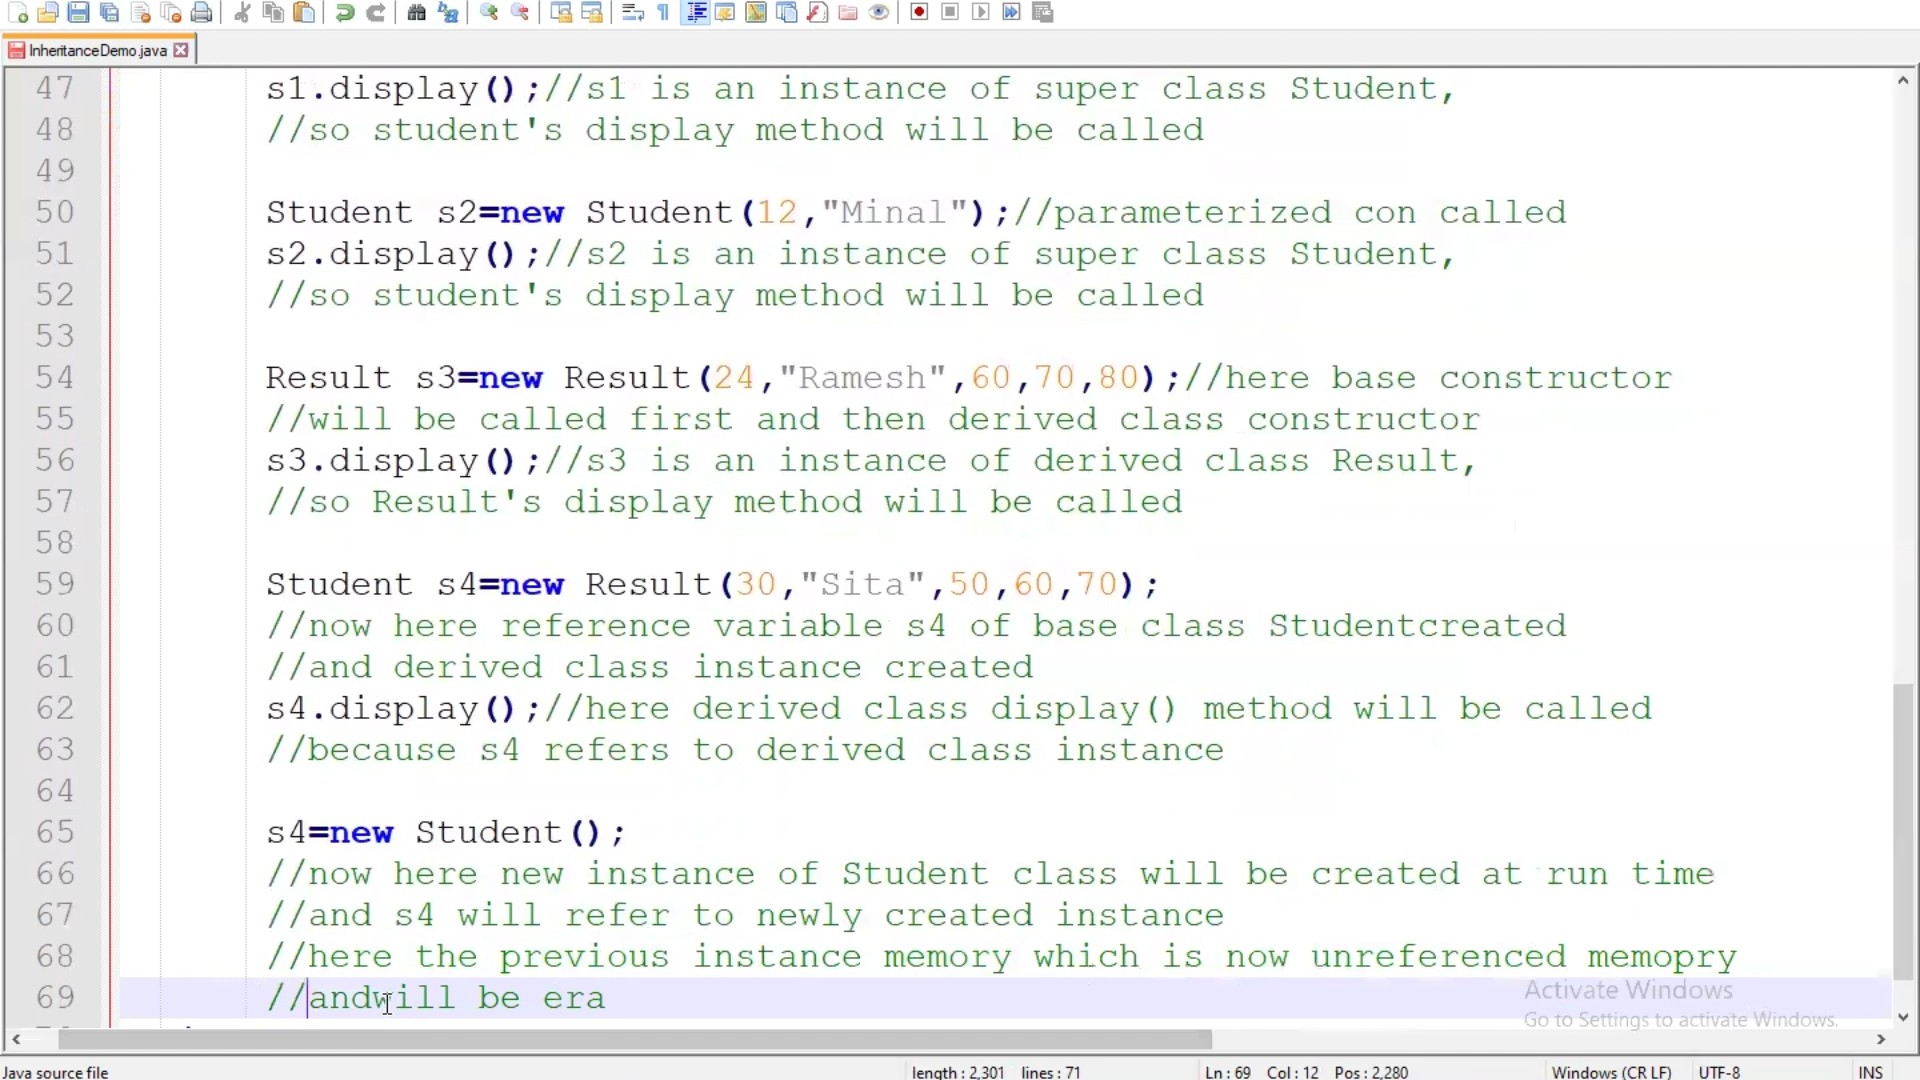 InheritanceDemo.java
47 s1.display();//s1 is an instance of super class Student,
48 //so student's display method will be called
49
50 Student s2=new Student(12,"Minal");//parameterized con called
51 s2.display();//s2 is an instance of super class Student,
52 //so student's display method will be called
53
54 Result s3=new Result(24,"Ramesh",60,70,80);//here base constructor
55 //will be called first and then derived class constructor
56 s3.display();//s3 is an instance of derived class Result,
57 //so Result's display method will be called
58
59 Student s4=new Result(30,"Sita",50,60,70);
60 //now here reference variable s4 of base class Studentcreated
61 //and derived class instance created
62 s4.display();//here derived class display() method will be called
63 //because s4 refers to derived class instance
64
65 s4=new Student();
66 //now here new instance of Student class will be created at run time
67 //and s4 will refer to newly created instance
68 //here the previous instance memory which is now unreferenced memopry
69 //andwill be era
Activate Windows
Go to Settings to activate Windows.
Java source file length : 2,301 lines : 71 Ln : 69 Col : 12 Pos : 2,280 Windows (CR LF) UTF-8 INS